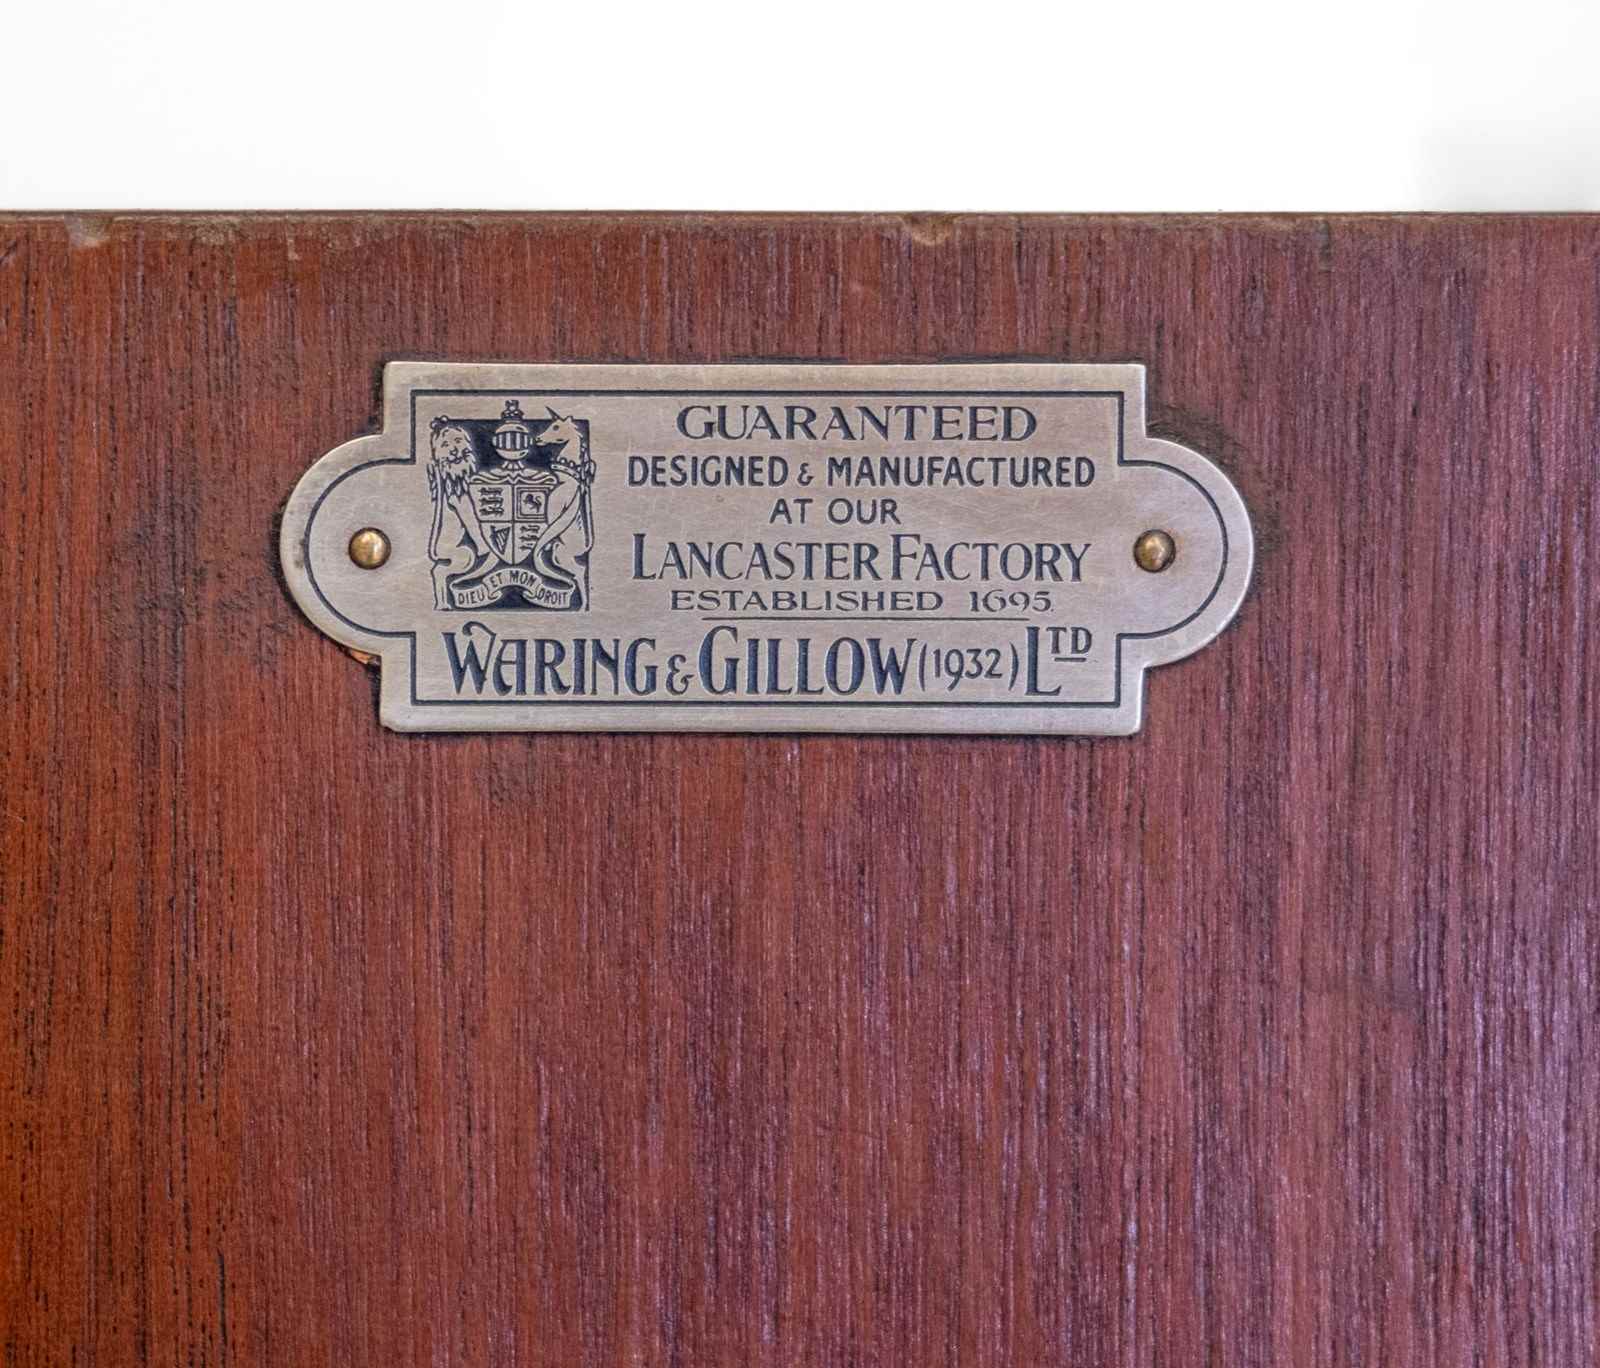 GUARANTEED
DESIGNED & MANUFACTURED
AT OUR
LANCASTER FACTORY
ESTABLISHED 1695.
DIEU ET MON DROIT
WARING & GILLOW (1932) LTD